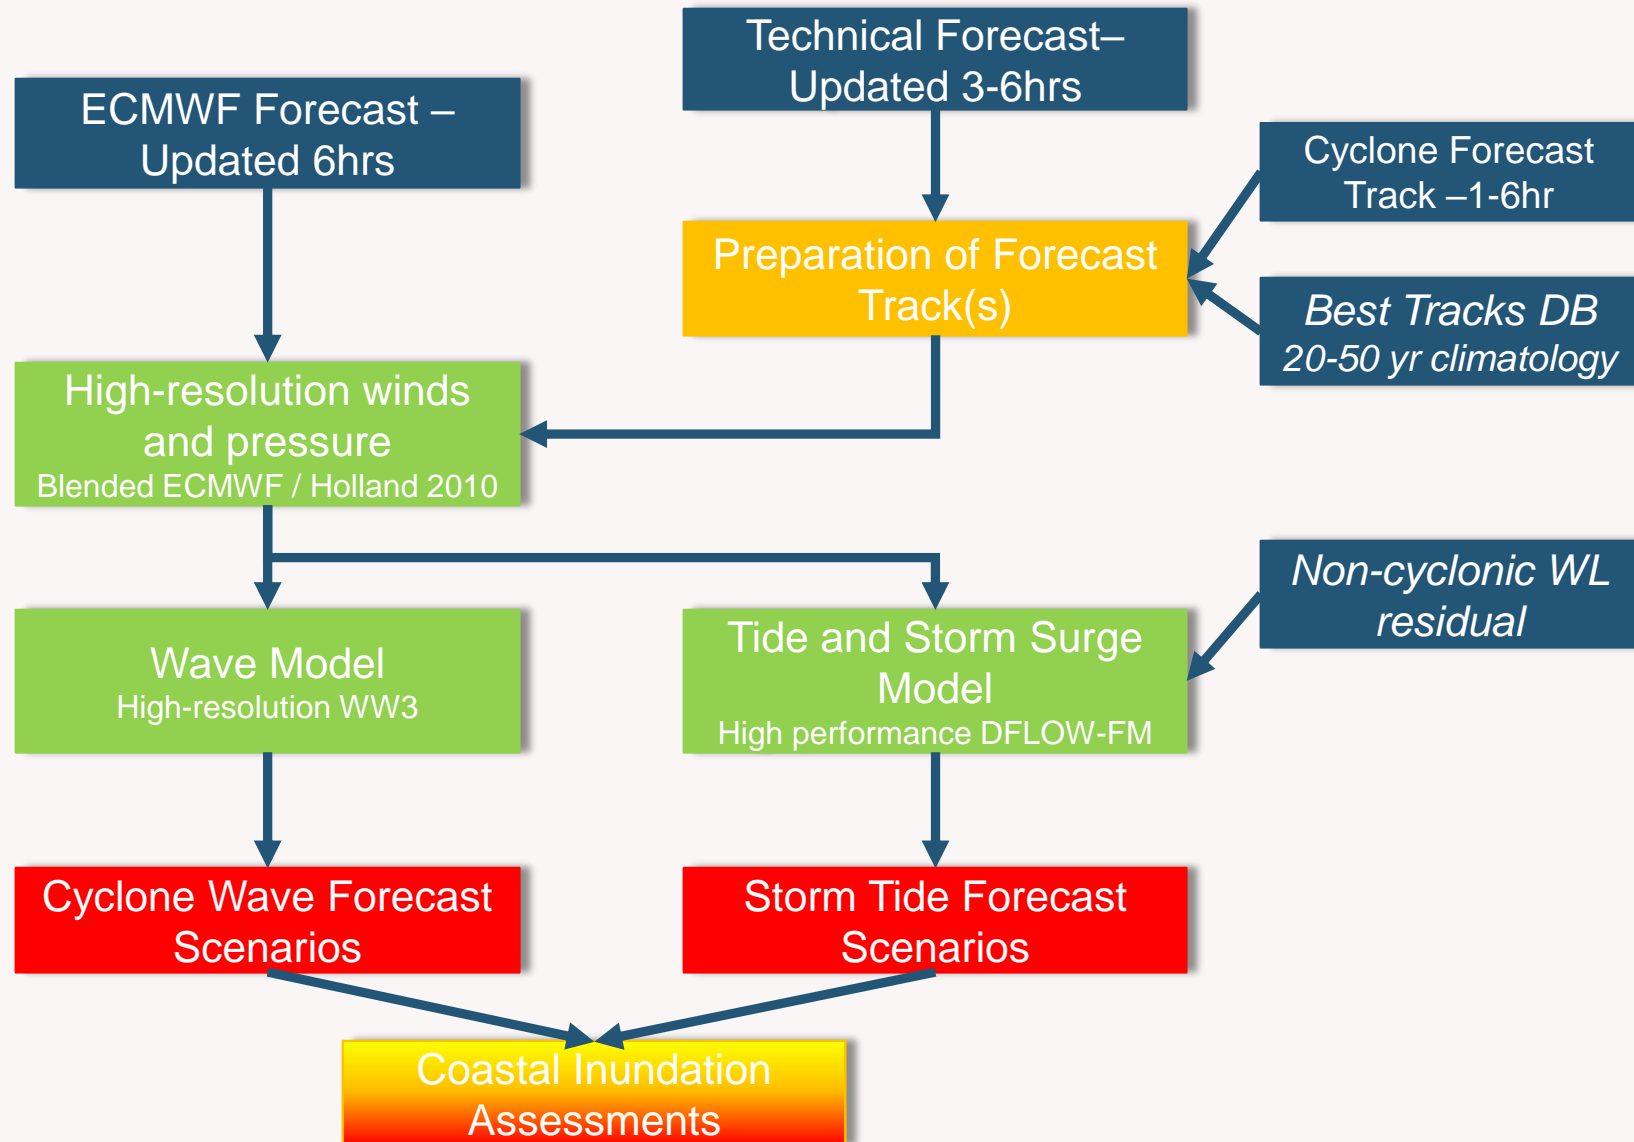 Technical Forecast–
Updated 3-6hrs
ECMWF Forecast –
Updated 6hrs
Cyclone Forecast
Track –1-6hr
Preparation of Forecast
Track(s)
Best Tracks DB
20-50 yr climatology
High-resolution winds
and pressure
Blended ECMWF / Holland 2010
Non-cyclonic WL
residual
Wave Model
High-resolution WW3
Tide and Storm Surge
Model
High performance DFLOW-FM
Cyclone Wave Forecast
Scenarios
Storm Tide Forecast
Scenarios
Coastal Inundation
Assessments